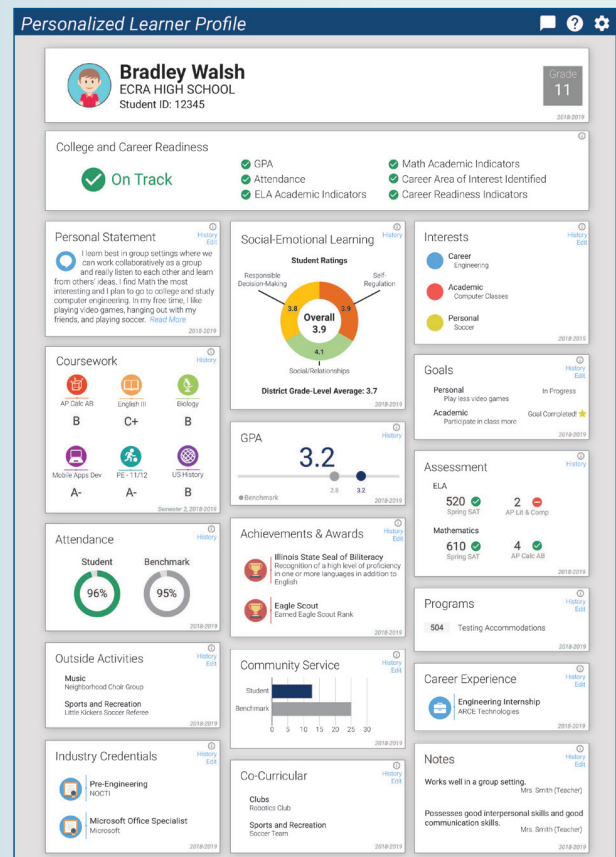 Personalized Learner Profile
Bradley Walsh
ECRA HIGH SCHOOL
Student ID: 12345
Grade
11
2018-2019
College and Career Readiness
On Track
GPA
Attendance
ELA Academic Indicators
Math Academic Indicators
Career Area of Interest Identified
Career Readiness Indicators
Personal Statement
History
Edit
I learn best in group settings where we
can work collaboratively as a group
and really listen to each other and learn
from others' ideas. I find Math the most
interesting and I plan to go to college and study
computer engineering. In my free time, I like
playing video games, hanging out with my
friends, and playing soccer. Read More
2018-2019
Coursework
History
AP Calc AB
B
English III
C+
Biology
B
Mobile Apps Dev
A-
PE - 11/12
A-
US History
B
Semester 2, 2018-2019
Attendance
History
Student
96%
Benchmark
95%
2018-2019
Outside Activities
History
Edit
Music
Neighborhood Choir Group
Sports and Recreation
Little Kickers Soccer Referee
2018-2019
Industry Credentials
History
Edit
Pre-Engineering
NOCTI
Microsoft Office Specialist
Microsoft
2018-2019
Social-Emotional Learning
History
Student Ratings
Responsible
Decision-Making
Self-
Regulation
3.8
3.9
Overall
3.9
4.1
Social/Relationships
District Grade-Level Average: 3.7
2018-2019
GPA
History
3.2
2.8
3.2
Benchmark
2018-2019
Achievements & Awards
History
Edit
Illinois State Seal of Biliteracy
Recognition of a high level of proficiency
in one or more languages in addition to
English
Eagle Scout
Earned Eagle Scout Rank
2018-2019
Community Service
History
Edit
Student
Benchmark
0 5 10 15 20 25 30
2018-2019
Co-Curricular
History
Edit
Clubs
Robotics Club
Sports and Recreation
Soccer Team
2018-2019
Interests
History
Edit
Career
Engineering
Academic
Computer Classes
Personal
Soccer
2018-2019
Goals
History
Edit
Personal
Play less video games
In Progress
Academic
Participate in class more
Goal Completed!
2018-2019
Assessment
History
ELA
520
Spring SAT
2
AP Lit & Comp
Mathematics
610
Spring SAT
4
AP Calc AB
2018-2019
Programs
History
Edit
504 Testing Accommodations
2018-2019
Career Experience
History
Edit
Engineering Internship
ARCE Technologies
2018-2019
Notes
History
Edit
Works well in a group setting.
Mrs. Smith (Teacher)
Possesses good interpersonal skills and good
communication skills.
Mrs. Smith (Teacher)
2018-2019